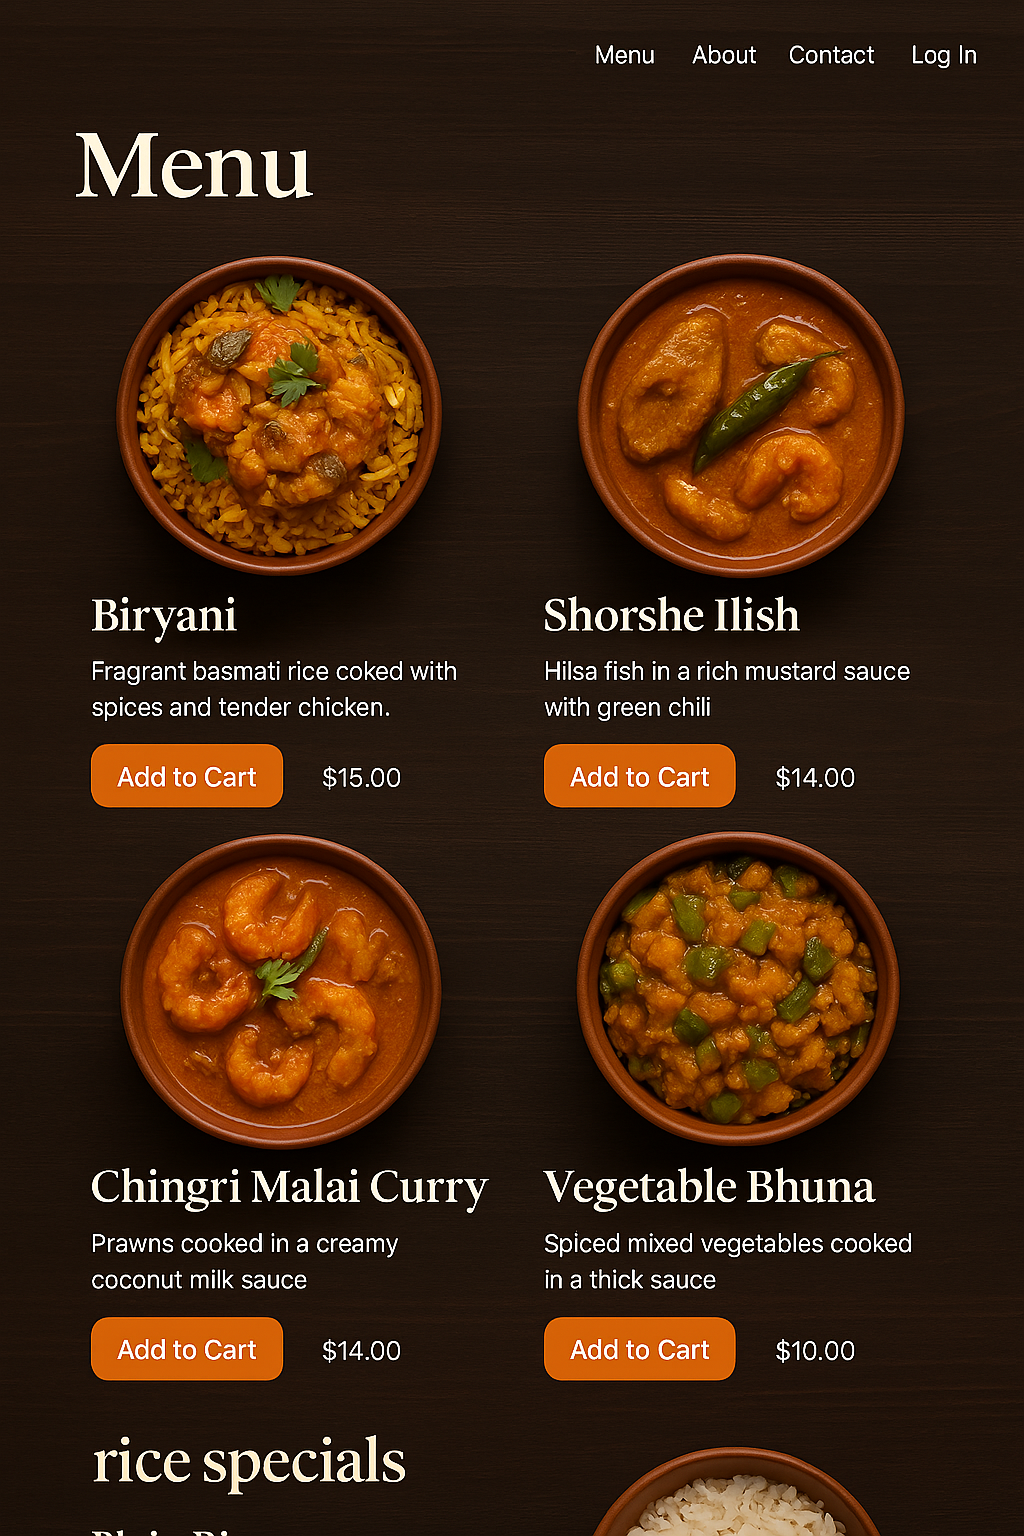 Menu About Contact Log In
Menu
Biryani
Fragrant basmati rice coked with
spices and tender chicken.
Add to Cart $15.00
Shorshe Ilish
Hilsa fish in a rich mustard sauce
with green chili
Add to Cart $14.00
Chingri Malai Curry
Prawns cooked in a creamy
coconut milk sauce
Add to Cart $14.00
Vegetable Bhuna
Spiced mixed vegetables cooked
in a thick sauce
Add to Cart $10.00
rice specials